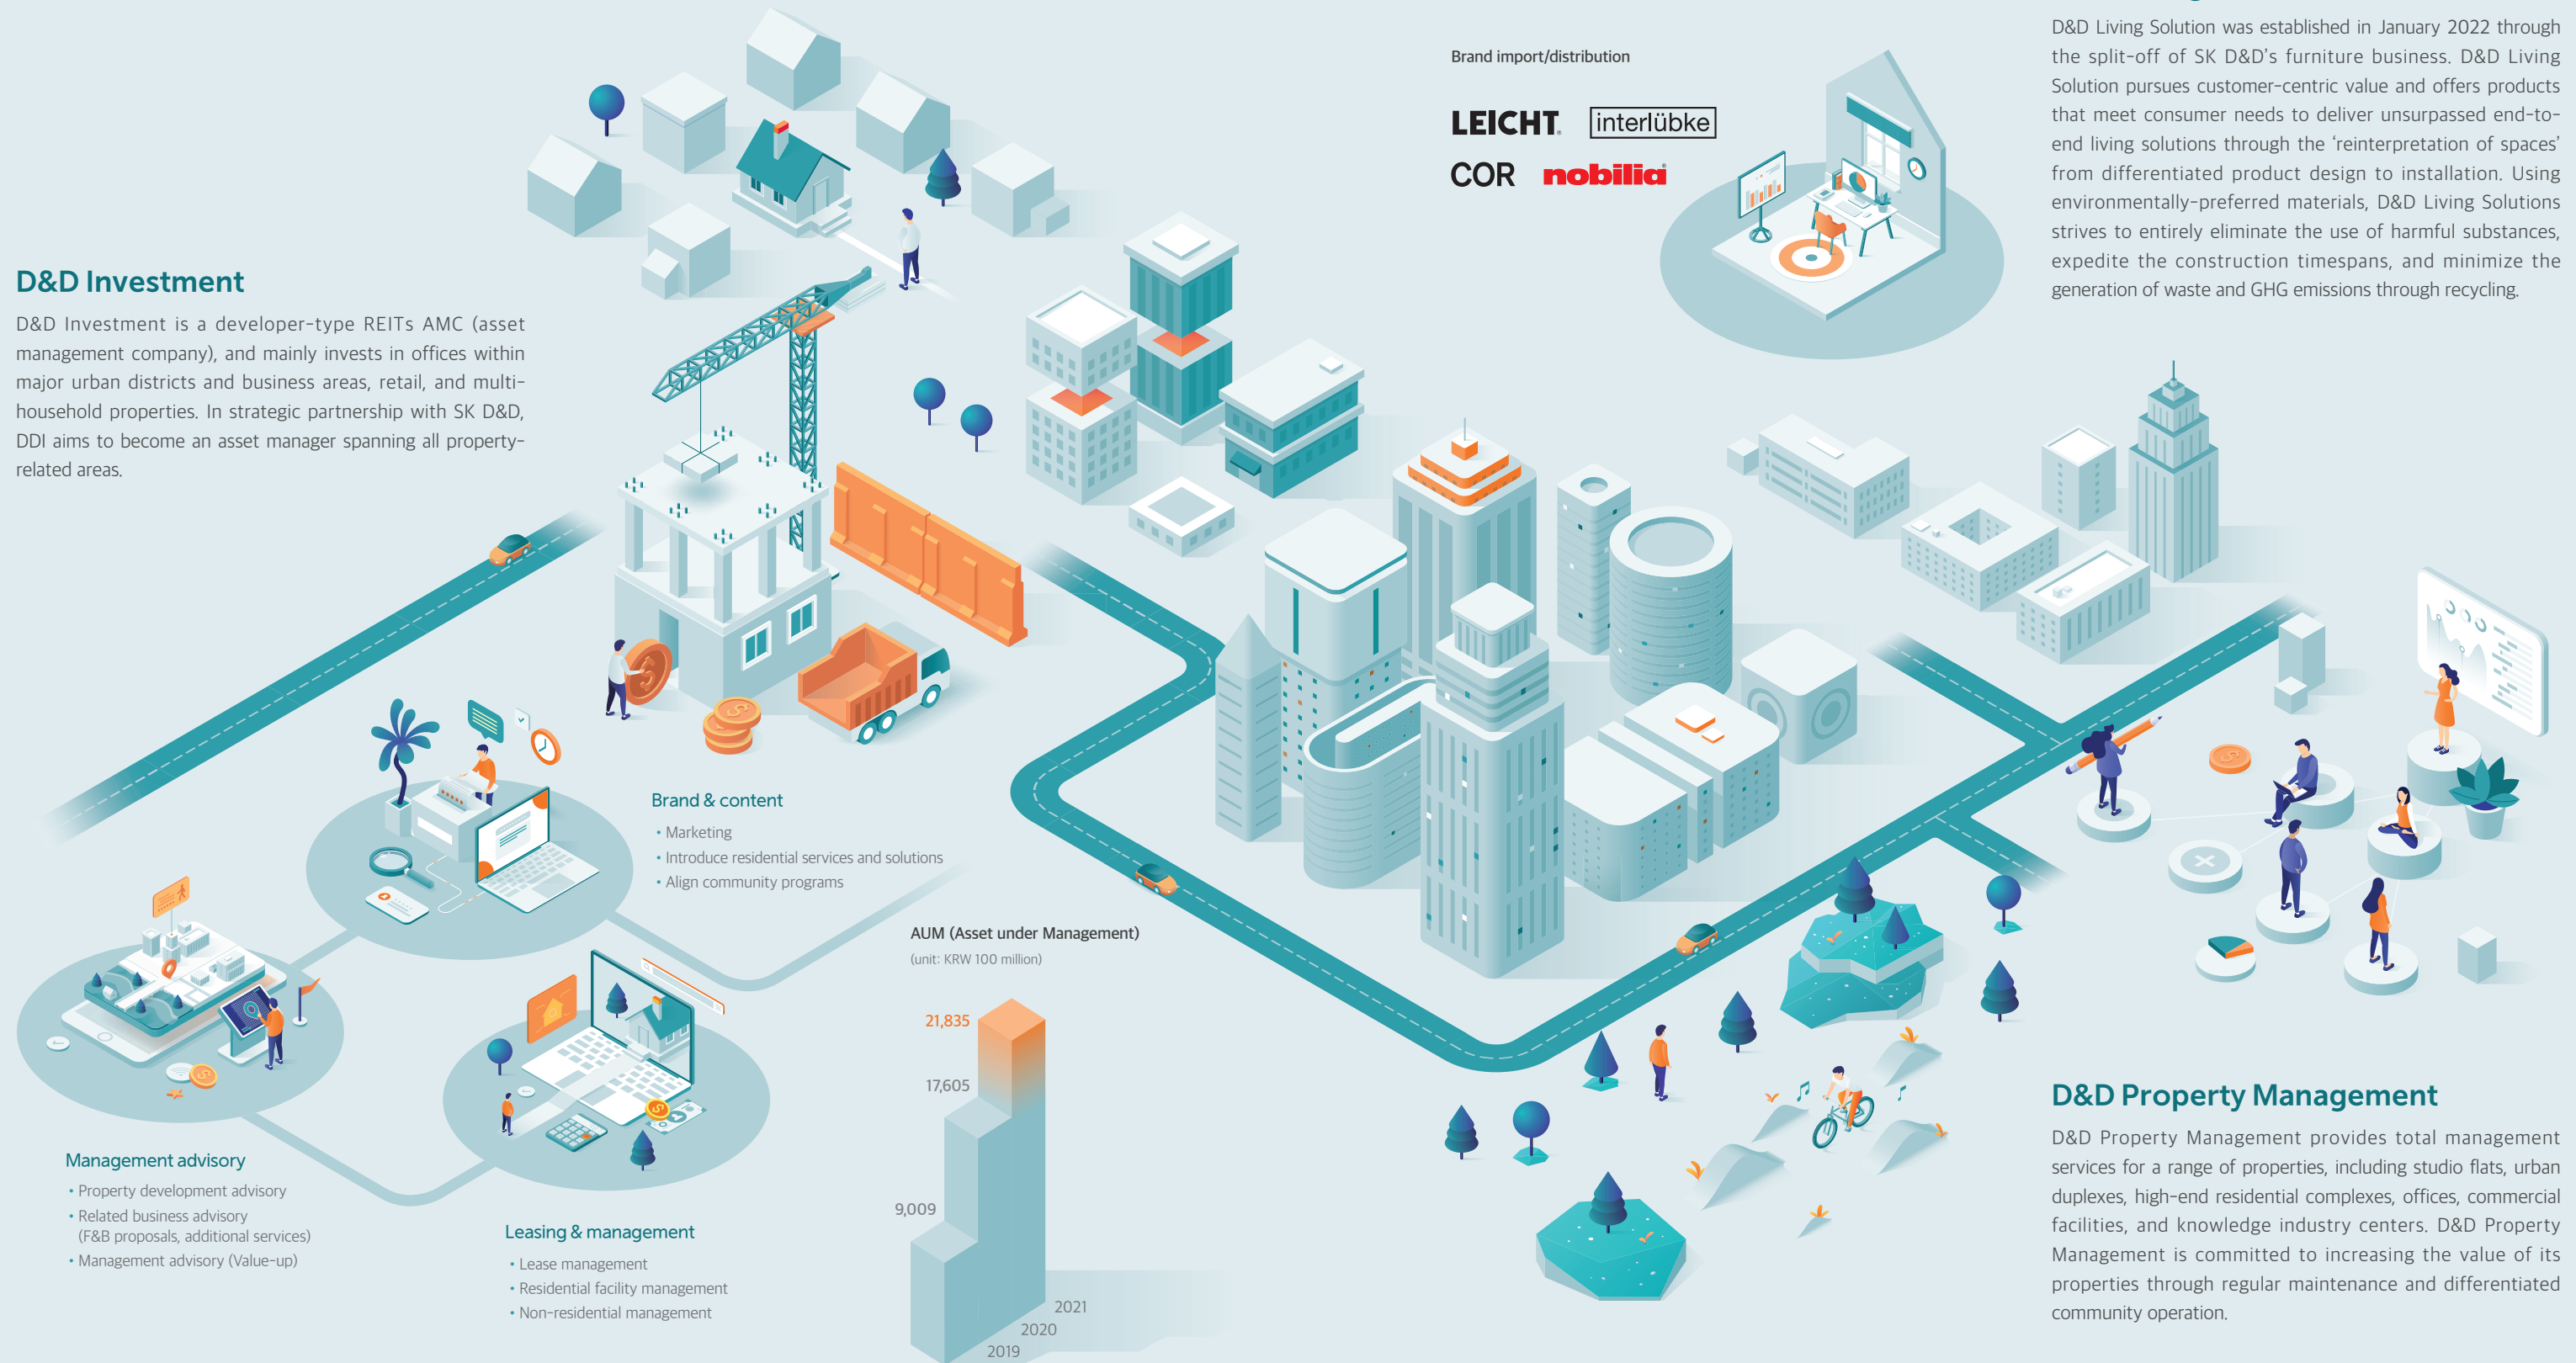 D&D Investment
D&D Investment is a developer-type REITs AMC (asset
management company), and mainly invests in offices within
major urban districts and business areas, retail, and multi-
household properties. In strategic partnership with SK D&D,
DDI aims to become an asset manager spanning all property-
related areas.
Brand import/distribution
LEICHT
interlübke
COR
nobilia
D&D Living Solution was established in January 2022 through
the split-off of SK D&D's furniture business. D&D Living
Solution pursues customer-centric value and offers products
that meet consumer needs to deliver unsurpassed end-to-
end living solutions through the ‘reinterpretation of spaces’
from differentiated product design to installation. Using
environmentally-preferred materials, D&D Living Solutions
strives to entirely eliminate the use of harmful substances,
expedite the construction timespans, and minimize the
generation of waste and GHG emissions through recycling.
Brand & content
• Marketing
• Introduce residential services and solutions
• Align community programs
Management advisory
• Property development advisory
• Related business advisory
(F&B proposals, additional services)
• Management advisory (Value-up)
Leasing & management
• Lease management
• Residential facility management
• Non-residential management
AUM (Asset under Management)
(unit: KRW 100 million)
21,835
17,605
9,009
2021
2020
2019
D&D Property Management
D&D Property Management provides total management
services for a range of properties, including studio flats, urban
duplexes, high-end residential complexes, offices, commercial
facilities, and knowledge industry centers. D&D Property
Management is committed to increasing the value of its
properties through regular maintenance and differentiated
community operation.